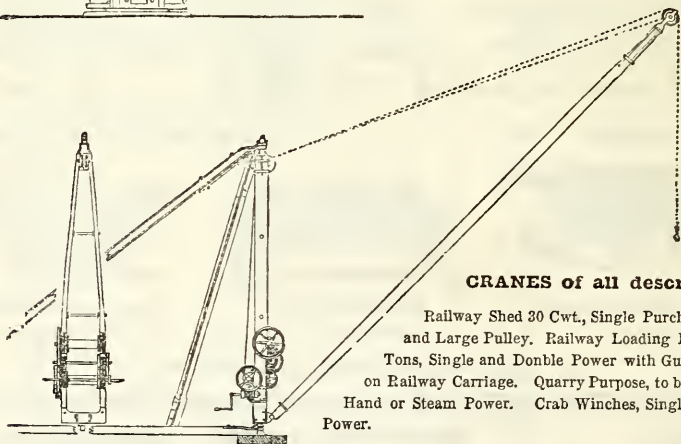 CRANES of all descr
Railway Shed 30 Cwt., Single Purch
and Large Pulley. Railway Loading
Tons, Single and Donble Power with Gu
on Railway Carriage. Quarry Purpose, to b
Hand or Steam Power. Crab Winches, Singl
Power.